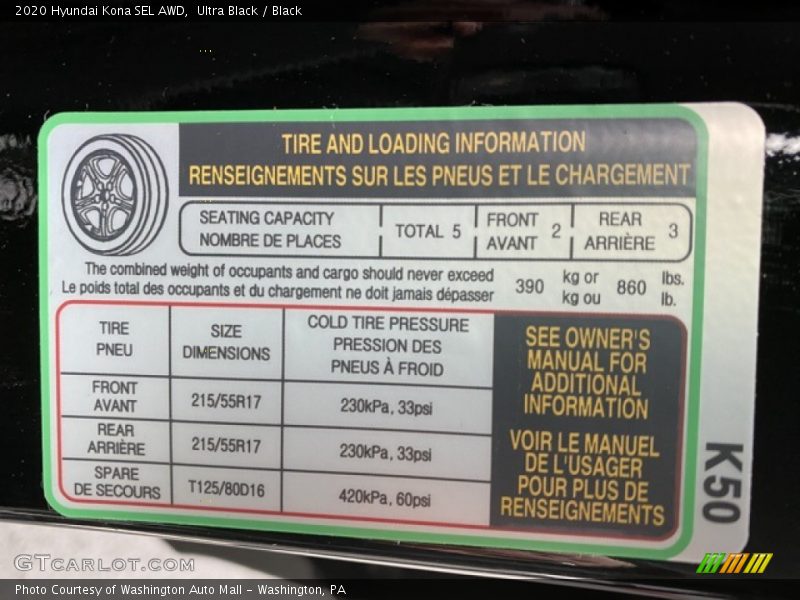 2020 Hyundai Kona SEL AWD,  Ultra Black / Black
TIRE AND LOADING INFORMATION
RENSEIGNEMENTS SUR LES PNEUS ET LE CHARGEMENT
SEATING CAPACITY
NOMBRE DE PLACES
TOTAL 5
FRONT
AVANT
2
REAR
ARRIÈRE
3
The combined weight of occupants and cargo should never exceed
Le poids total des occupants et du chargement ne doit jamais dépasser
390
kg or
kg ou
860
lbs.
lb.
TIRE
PNEU
SIZE
DIMENSIONS
COLD TIRE PRESSURE
PRESSION DES
PNEUS À FROID
FRONT
AVANT
215/55R17
230kPa, 33psi
REAR
ARRIÈRE
215/55R17
230kPa, 33psi
SPARE
DE SECOURS
T125/80D16
420kPa, 60psi
SEE OWNER'S
MANUAL FOR
ADDITIONAL
INFORMATION
VOIR LE MANUEL
DE L'USAGER
POUR PLUS DE
RENSEIGNEMENTS
K50
GTCARLOT.COM
Photo Courtesy of Washington Auto Mall - Washington, PA